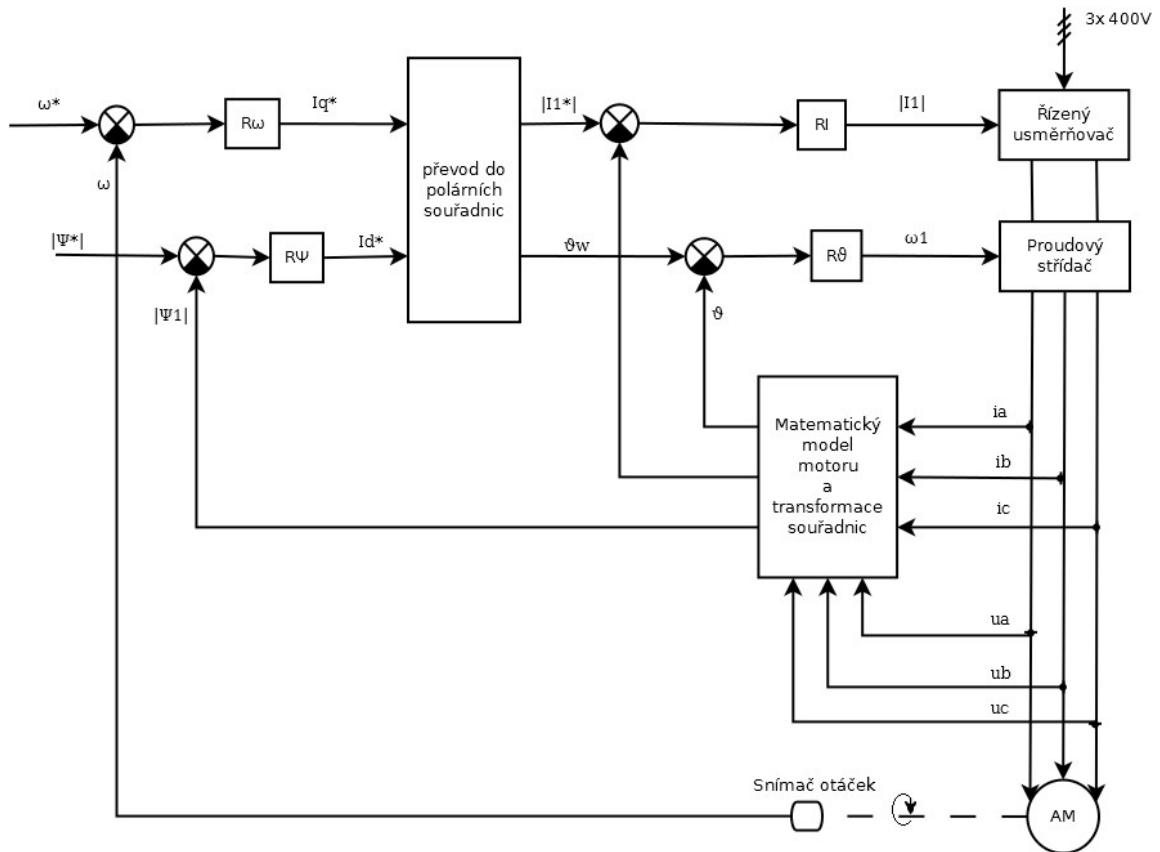 3x 400V
ω*
Rω
Iq*
převod do
polárních
souřadnic
|I1*|
RI
|I1|
Řízený
usměrňovač
ω
|Ψ*|
RΨ
Id*
ϑw
Rϑ
ω1
Proudový
střídač
|Ψ1|
ϑ
Matematický
model
motoru
a
transformace
souřadnic
ia
ib
ic
ua
ub
uc
Snímač otáček
AM